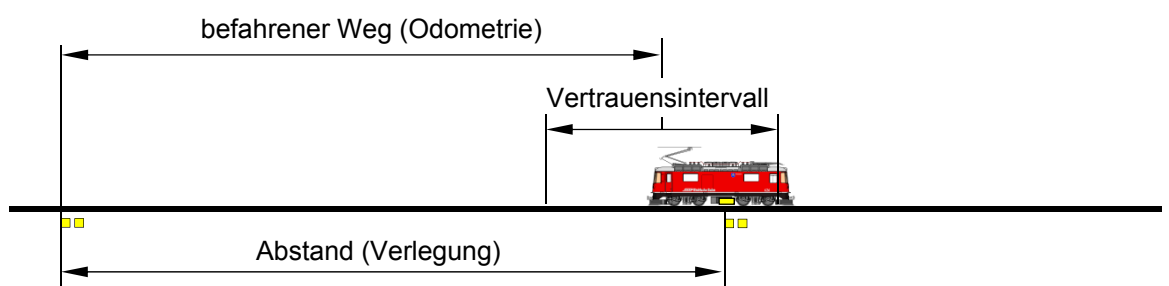 befahrener Weg (Odometrie)
Vertrauensintervall
Abstand (Verlegung)